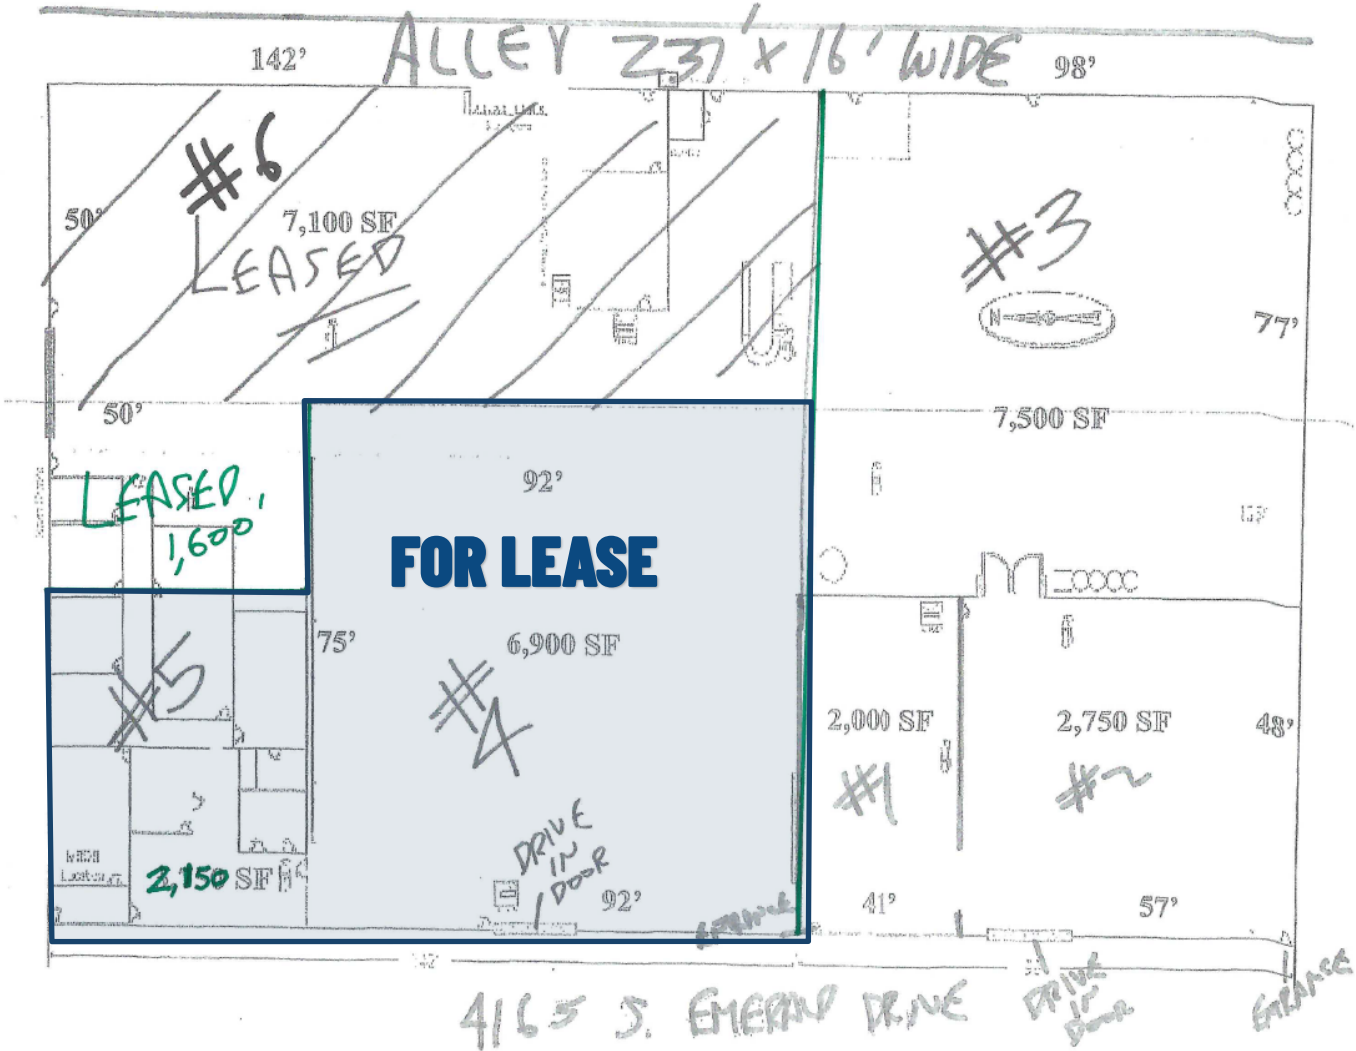 ALLEY 237' x 16' WIDE
142'
98'
#6
50'
7,100 SF
LEASED
#3
N
77'
50'
7,500 SF
LEASED
1,600
92'
FOR LEASE
75'
6,900 SF
#5
#4
2,000 SF
2,750 SF
48'
#1
#2
DRIVE
IN
DOOR
2,150 SF
92'
41'
57'
ENTRANCE
142'
4165 S. EMERALD DRIVE
DRIVE
IN
DOOR
ENTRANCE